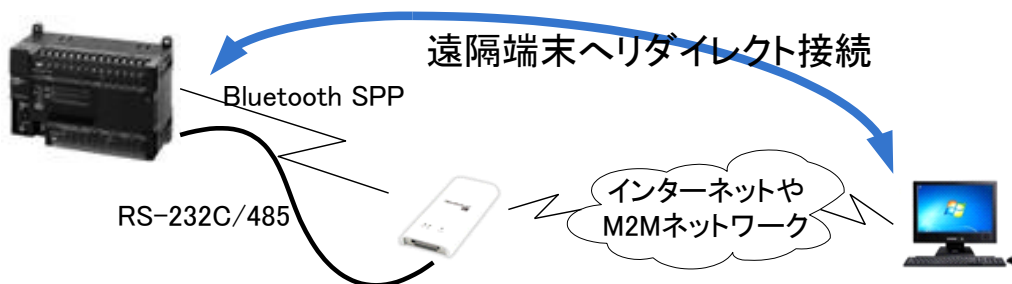 遠隔端末へリダイレクト接続
Bluetooth SPP
RS-232C/485
インターネットや
M2Mネットワーク